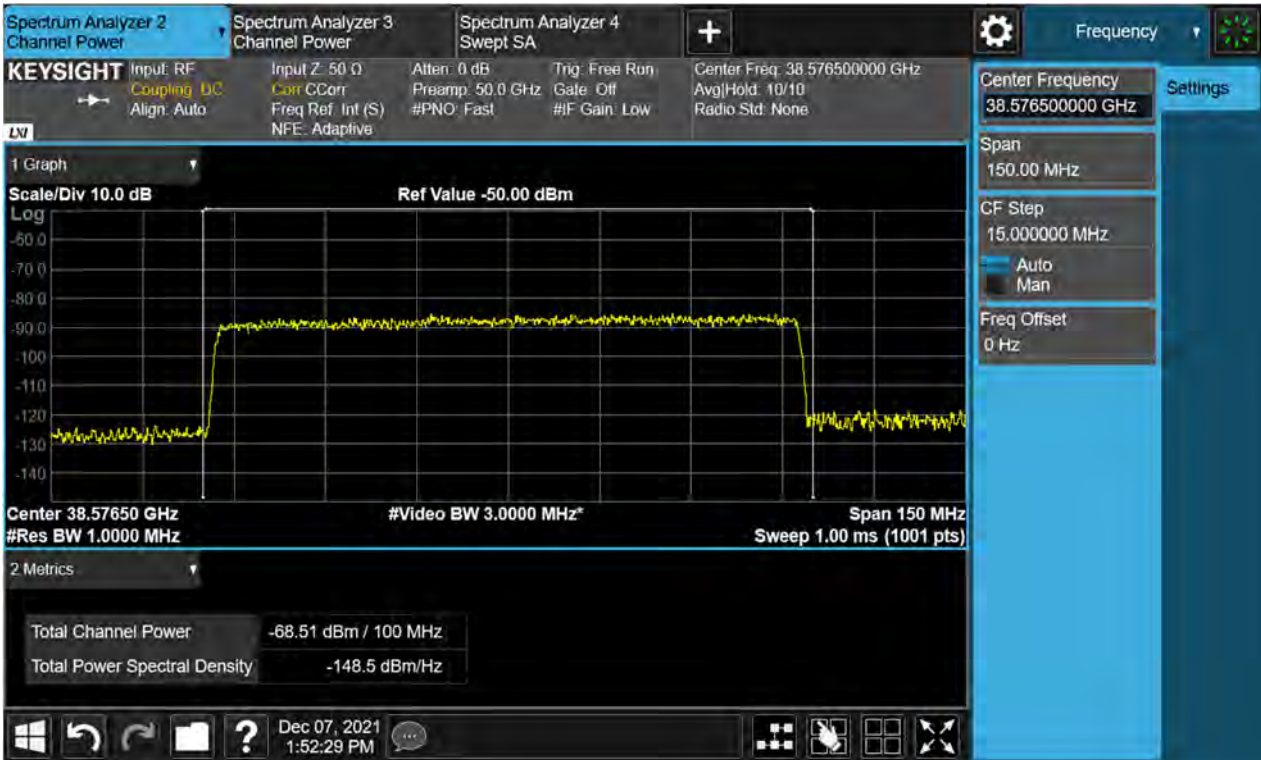 Spectrum Analyzer 2
Channel Power
Spectrum Analyzer 3
Channel Power
Spectrum Analyzer 4
Swept SA
+
Frequency
KEYSIGHT
LXI
Input: RF
Coupling: DC
Align: Auto
Input Z: 50 Ω
Corr CCorr
Freq Ref: Int (S)
NFE: Adaptive
Atten: 0 dB
Preamp: 50.0 GHz
#PNO: Fast
Trig: Free Run
Gate: Off
#IF Gain: Low
Center Freq: 38.576500000 GHz
Avg|Hold: 10/10
Radio Std: None
Center Frequency
38.576500000 GHz
Settings
Span
150.00 MHz
CF Step
15.000000 MHz
Auto
Man
Freq Offset
0 Hz
1 Graph
Scale/Div 10.0 dB
Ref Value -50.00 dBm
Log
-60.0
-70.0
-80.0
-90.0
-100
-110
-120
-130
-140
Center 38.57650 GHz
#Video BW 3.0000 MHz*
Span 150 MHz
#Res BW 1.0000 MHz
Sweep 1.00 ms (1001 pts)
2 Metrics
Total Channel Power -68.51 dBm / 100 MHz
Total Power Spectral Density -148.5 dBm/Hz
?
Dec 07, 2021
1:52:29 PM